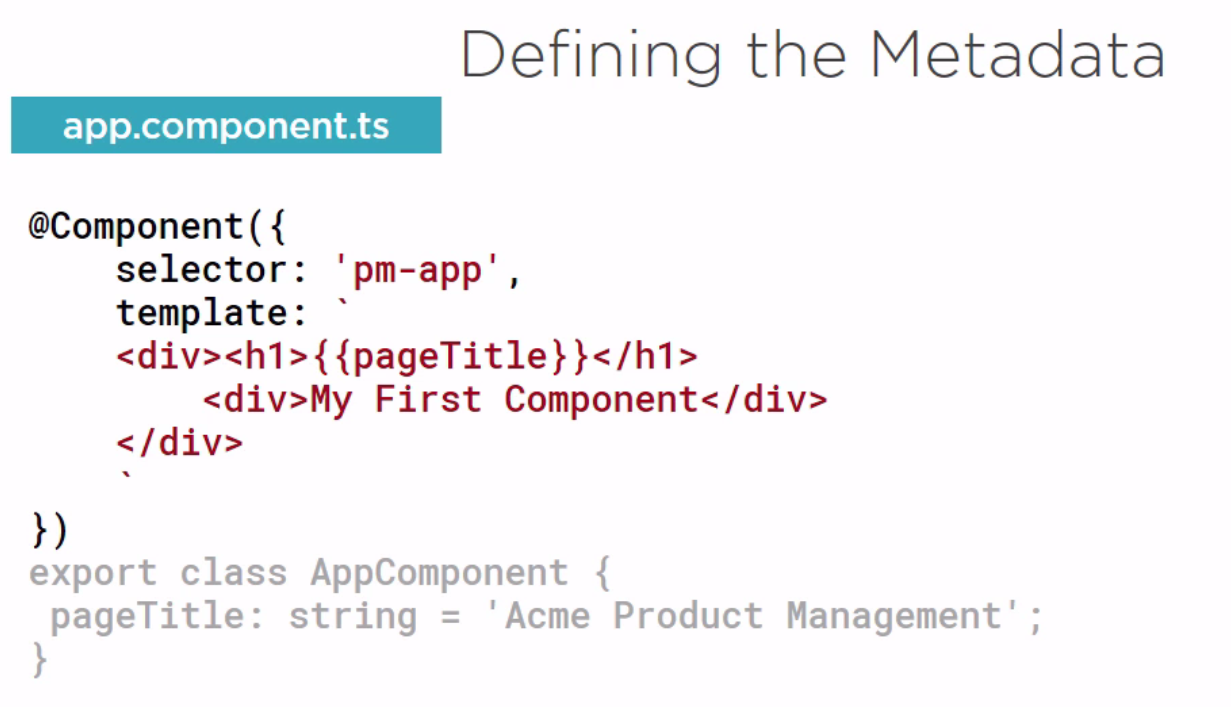 Defining the Metadata
app.component.ts
@Component({
    selector: 'pm-app',
    template: `
    <div><h1>{{pageTitle}}</h1>
        <div>My First Component</div>
    </div>
    `
})
export class AppComponent {
 pageTitle: string = 'Acme Product Management';
}